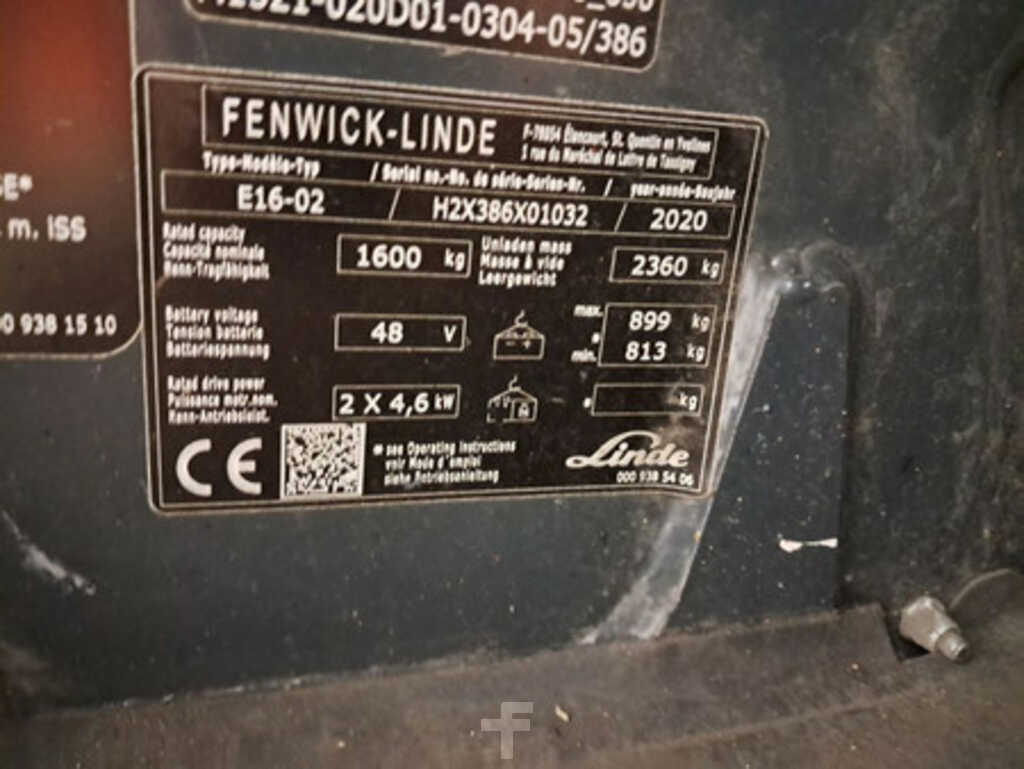 -020D01-0304-05/386
E®
m. ISS
0 938 15 10
FENWICK-LINDE
F-78854 Élancourt, St. Quentin en Yvelines
1 rue du Maréchal de Lattre de Tassigny
Type-Modèle-Typ / Serial no.-No. de série-Serien-Nr. / year-année-Baujahr
E16-02 / H2X386X01032 / 2020
Rated capacity
Capacité nominale
Nenn-Tragfähigkeit
1600 kg
Unladen mass
Masse à vide
Leergewicht
2360 kg
Battery voltage
Tension batterie
Batteriespannung
48 V
max. 899 kg
*
min. 813 kg
Rated drive power
Puissance motr.nom.
Nenn-Antriebsleist.
2 X 4,6 kW
* kg
CE
* see Operating Instructions
voir Mode d'emploi
siehe Betriebsanleitung
Linde
000 938 54 06